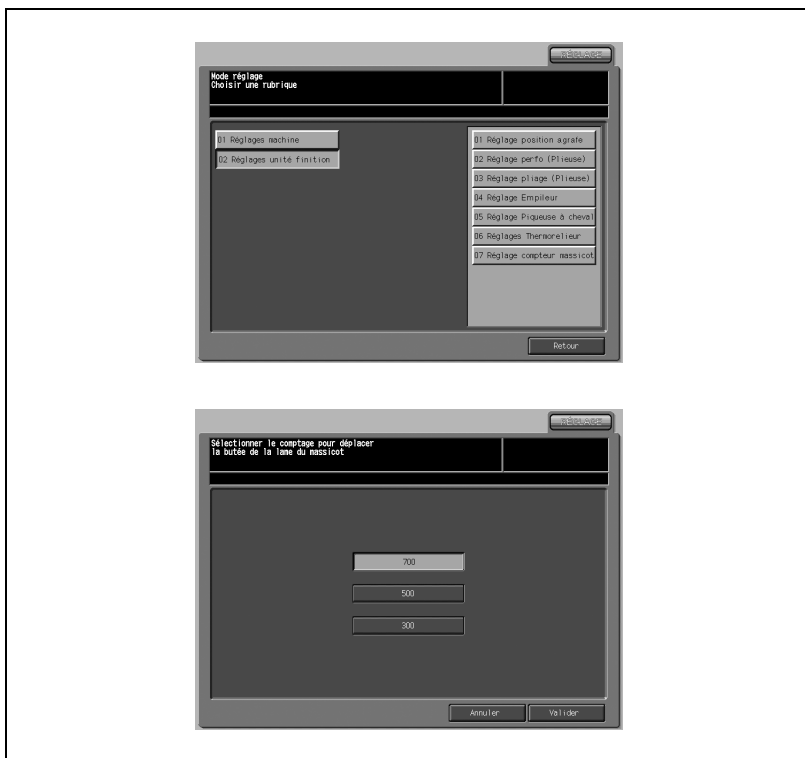 RÉGLAGE
Mode réglage
Choisir une rubrique
01 Réglages machine
02 Réglages unité finition
01 Réglage position agrafe
02 Réglage perfo (Plieuse)
03 Réglage pliage (Plieuse)
04 Réglage Empileur
05 Réglage Piqueuse à cheval
06 Réglages Thermorelieur
07 Réglage compteur massicot
Retour
RÉGLAGE
Sélectionner le comptage pour déplacer
la butée de la lame du massicot
700
500
300
Annuler
Valider